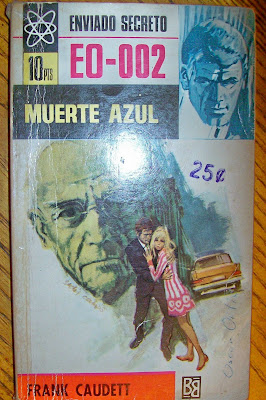 ENVIADO SECRETO
10 PTS
EO-002
MUERTE AZUL
25
FRANK CAUDETT
BB